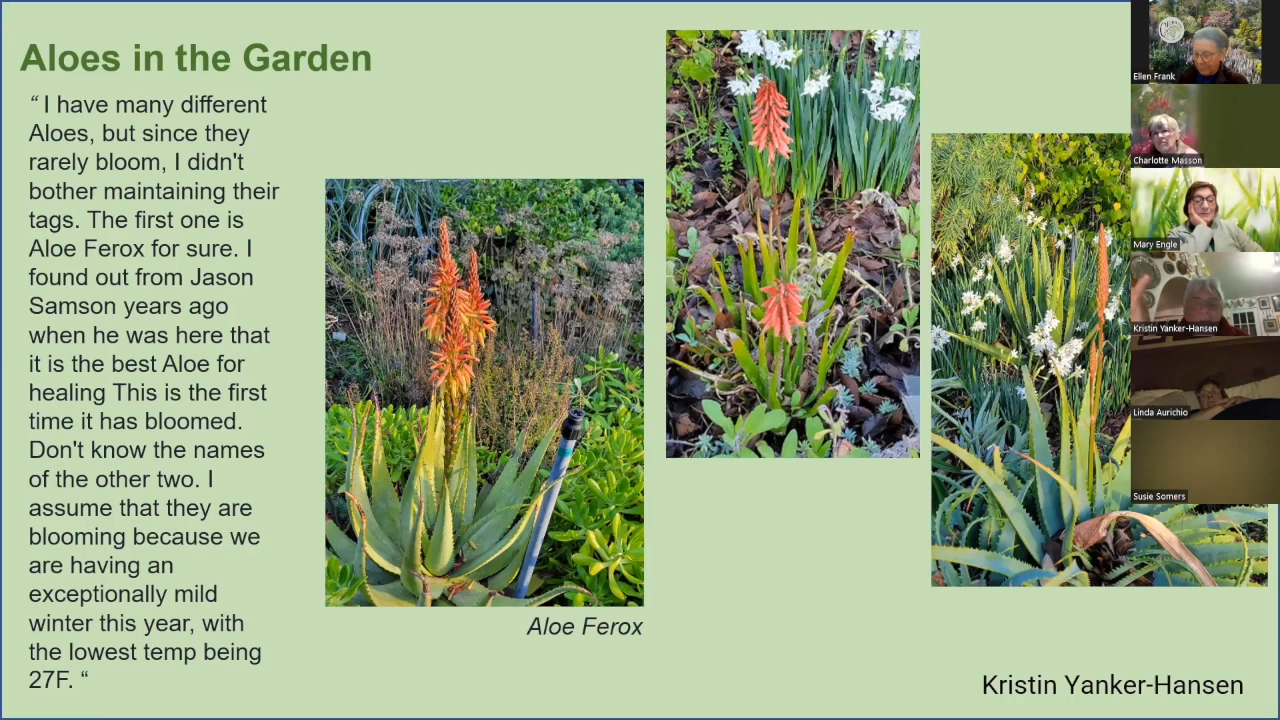 Aloes in the Garden
“ I have many different
Aloes, but since they
rarely bloom, I didn't
bother maintaining their
tags. The first one is
Aloe Ferox for sure. I
found out from Jason
Samson years ago
when he was here that
it is the best Aloe for
healing This is the first
time it has bloomed.
Don't know the names
of the other two. I
assume that they are
blooming because we
are having an
exceptionally mild
winter this year, with
the lowest temp being
27F. “
Aloe Ferox
Kristin Yanker-Hansen
Ellen Frank
Charlotte Masson
Mary Engle
Kristin Yanker-Hansen
Linda Aurichio
Susie Somers